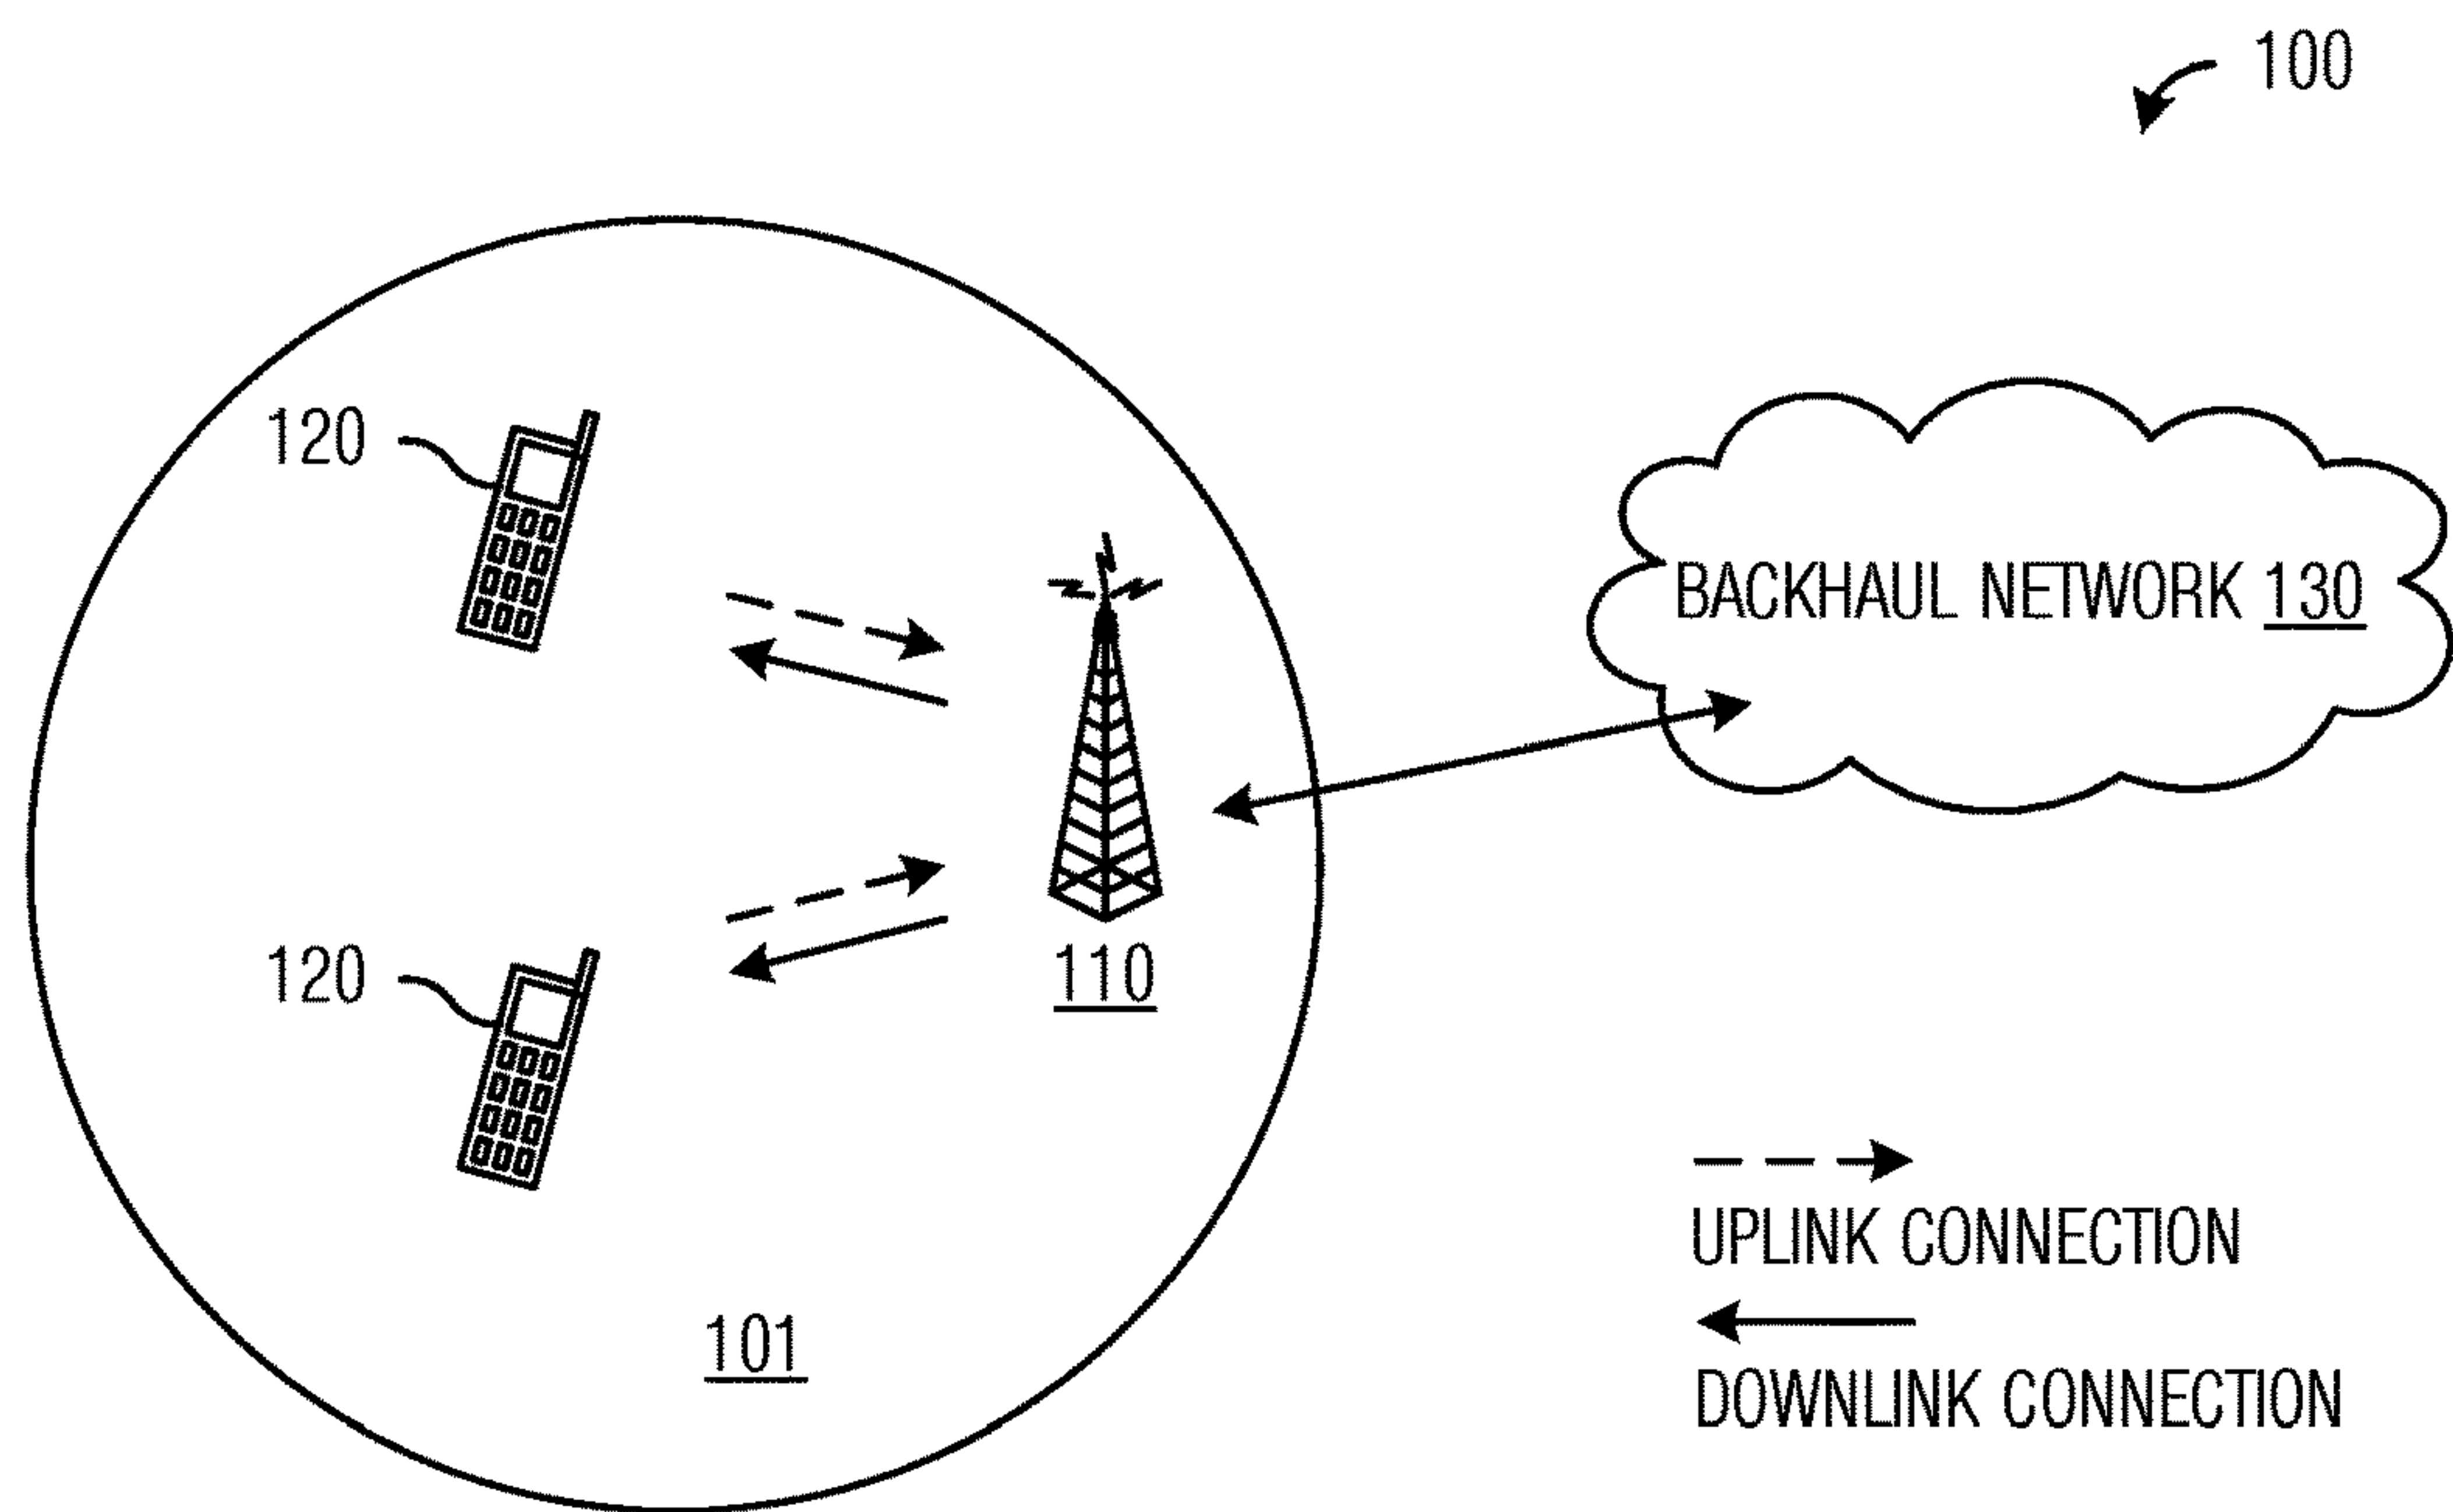 100
120
BACKHAUL NETWORK 130
120
110
UPLINK CONNECTION
101
DOWNLINK CONNECTION